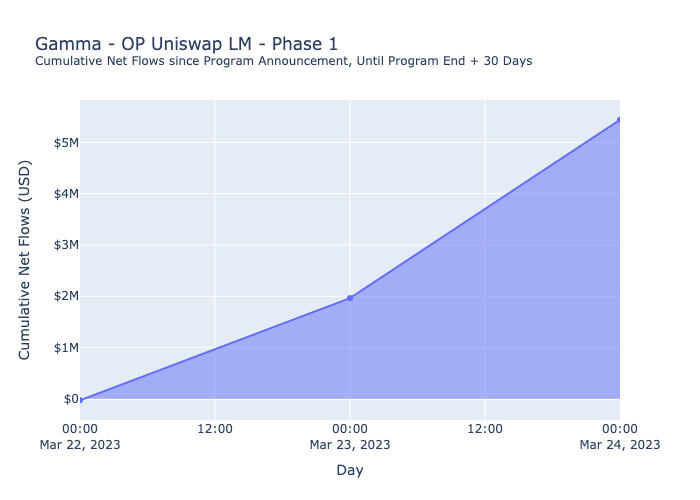 Gamma - OP Uniswap LM - Phase 1
Cumulative Net Flows since Program Announcement, Until Program End + 30 Days
Cumulative Net Flows (USD)
$5M
$4M
$3M
$2M
$1M
$0
00:00 12:00 00:00 12:00 00:00
Mar 22, 2023 Mar 23, 2023 Mar 24, 2023
Day